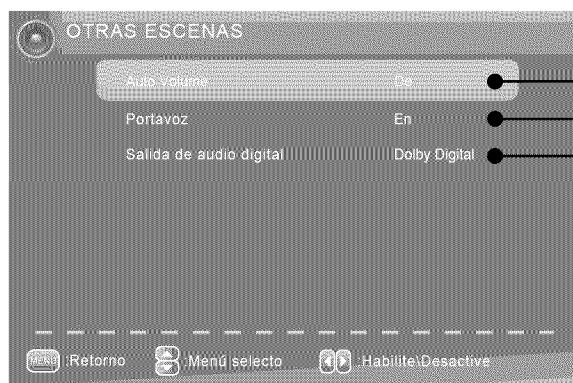 OTRAS ESCENAS
Auto Volume De
Portavoz En
Salida de audio digital Dolby Digital
MENU :Retorno :Menú selecto :Habilite\Desactive